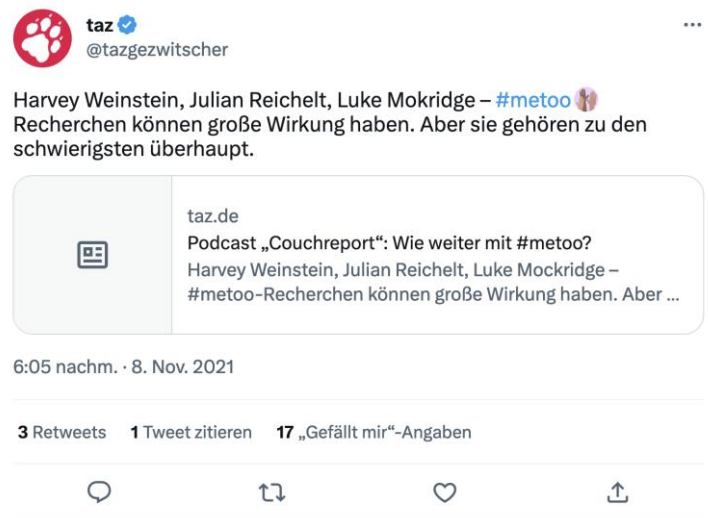 taz
@tazgezwitscher
Harvey Weinstein, Julian Reichelt, Luke Mokridge – #metoo
Recherchen können große Wirkung haben. Aber sie gehören zu den
schwierigsten überhaupt.
taz.de
Podcast „Couchreport“: Wie weiter mit #metoo?
Harvey Weinstein, Julian Reichelt, Luke Mockridge –
#metoo-Recherchen können große Wirkung haben. Aber ...
6:05 nachm. · 8. Nov. 2021
3 Retweets 1 Tweet zitieren 17 „Gefällt mir“-Angaben